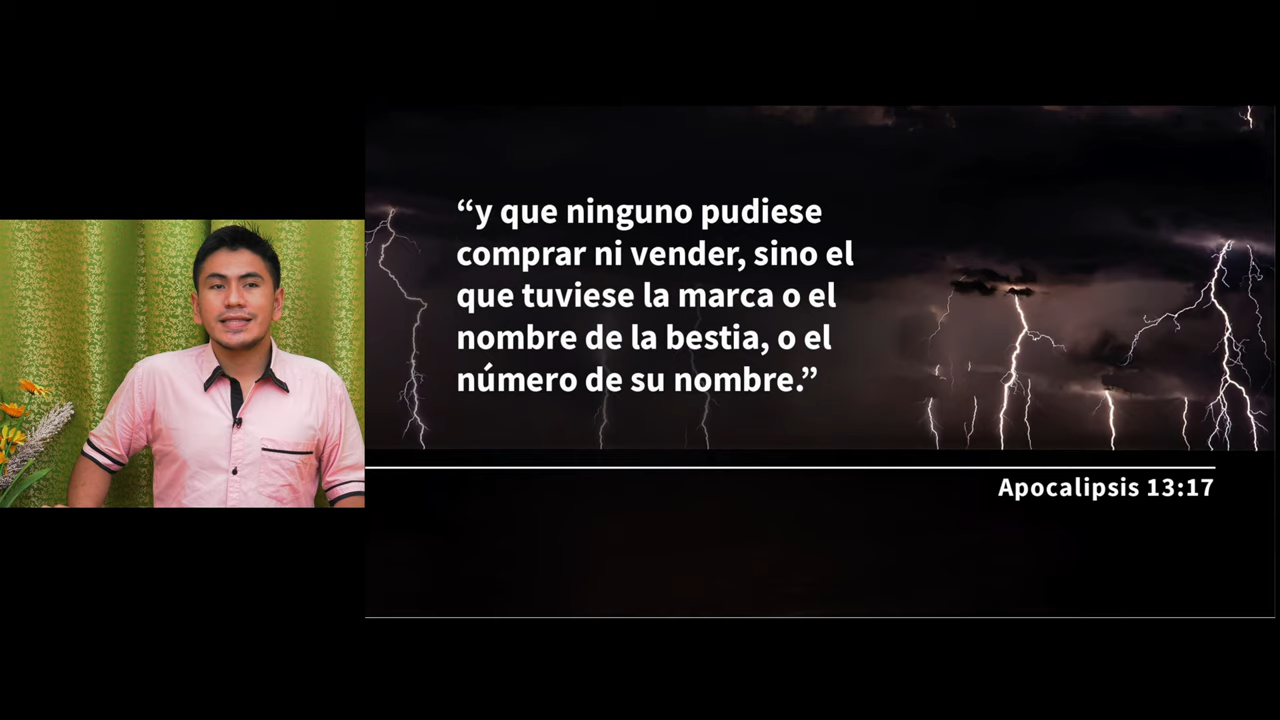 “y que ninguno pudiese
comprar ni vender, sino el
que tuviese la marca o el
nombre de la bestia, o el
número de su nombre.”
Apocalipsis 13:17